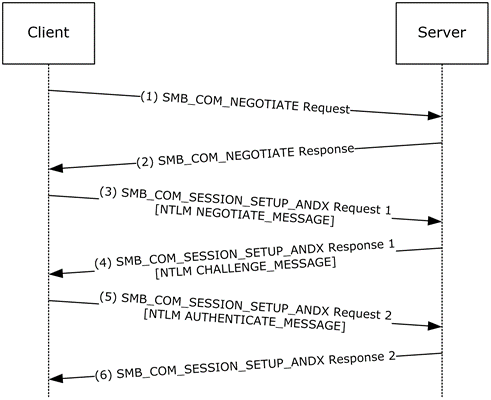 Client
Server
(1) SMB_COM_NEGOTIATE Request
(2) SMB_COM_NEGOTIATE Response
(3) SMB_COM_SESSION_SETUP_ANDX Request 1
[NTLM NEGOTIATE_MESSAGE]
(4) SMB_COM_SESSION_SETUP_ANDX Response 1
[NTLM CHALLENGE_MESSAGE]
(5) SMB_COM_SESSION_SETUP_ANDX Request 2
[NTLM AUTHENTICATE_MESSAGE]
(6) SMB_COM_SESSION_SETUP_ANDX Response 2